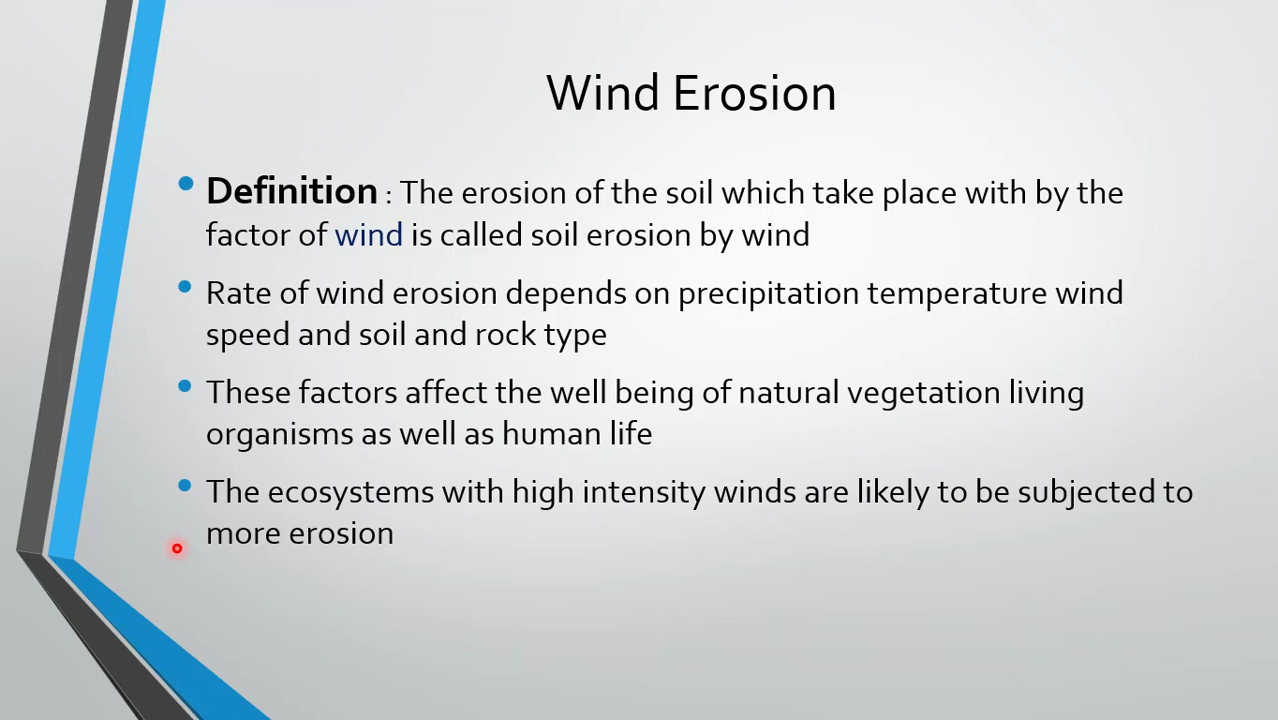 Wind Erosion
Definition : The erosion of the soil which take place with by the
factor of wind is called soil erosion by wind
Rate of wind erosion depends on precipitation temperature wind
speed and soil and rock type
These factors affect the well being of natural vegetation living
organisms as well as human life
The ecosystems with high intensity winds are likely to be subjected to
more erosion